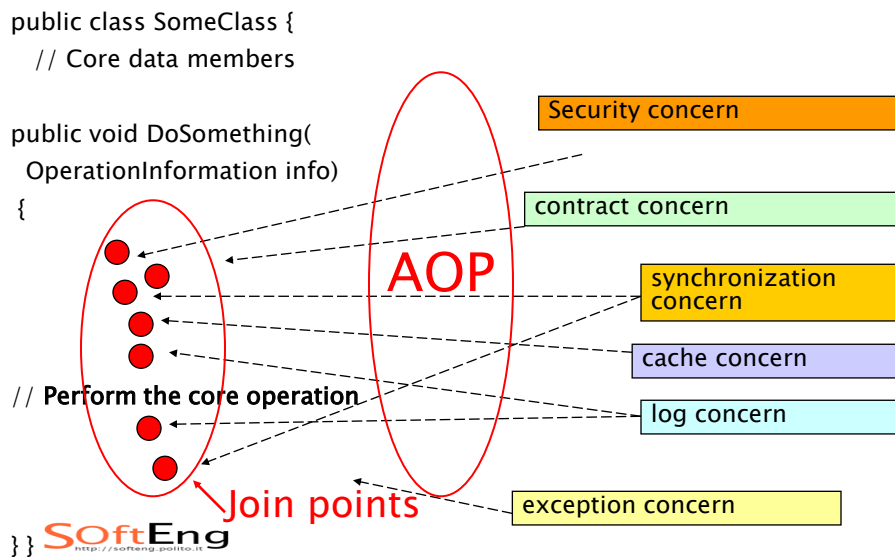 public class SomeClass {
// Core data members
public void DoSomething(
OperationInformation info)
{
// Perform the core operation
} }
AOP
Join points
Security concern
contract concern
synchronization
concern
cache concern
log concern
exception concern
SOftEng
http://softeng.polito.it